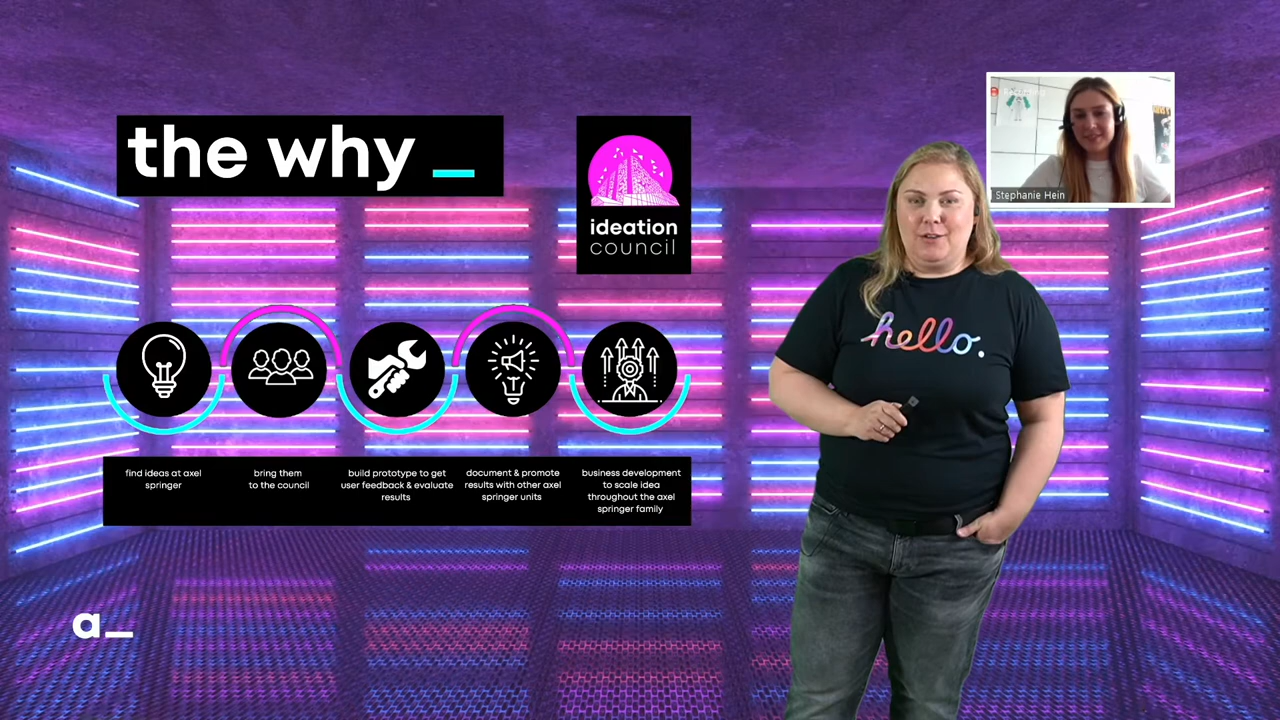 the why _
ideation
council
find ideas at axel
springer
bring them
to the council
build prototype to get
user feedback & evaluate
results
document & promote
results with other axel
springer units
business development
to scale idea
throughout the axel
springer family
Stephanie Hein
hello.
a_